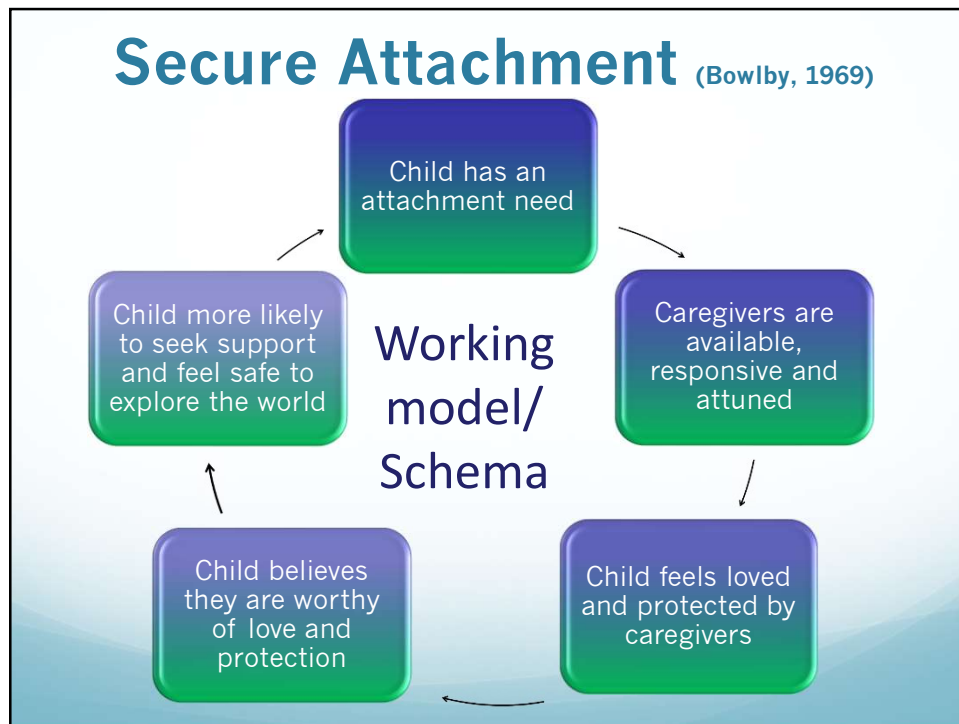 Secure Attachment (Bowlby, 1969)
Child has an
attachment need
Caregivers are
available,
responsive and
attuned
Child feels loved
and protected by
caregivers
Child believes
they are worthy
of love and
protection
Child more likely
to seek support
and feel safe to
explore the world
Working
model/
Schema